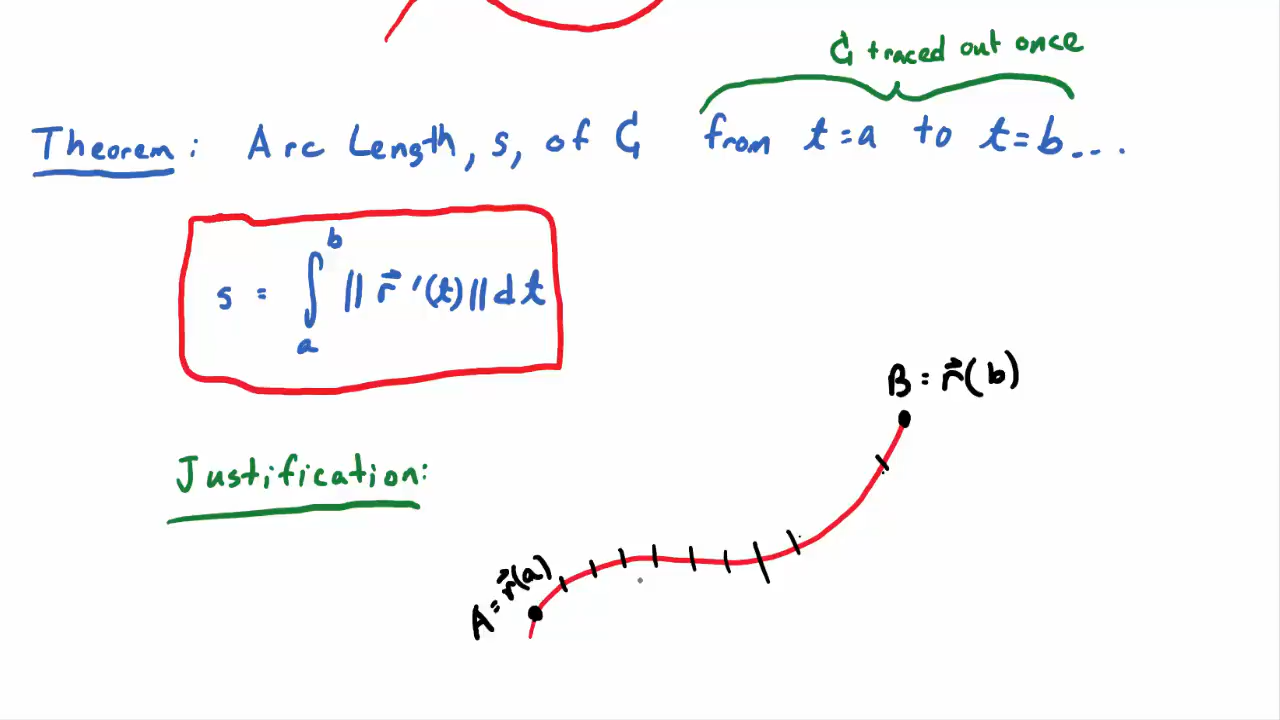 C traced out once
Theorem: Arc Length, s, of C from t=a to t=b...
s = ∫_a^b ||r⃗'(t)|| dt
B = r⃗(b)
Justification:
A = r⃗(a)